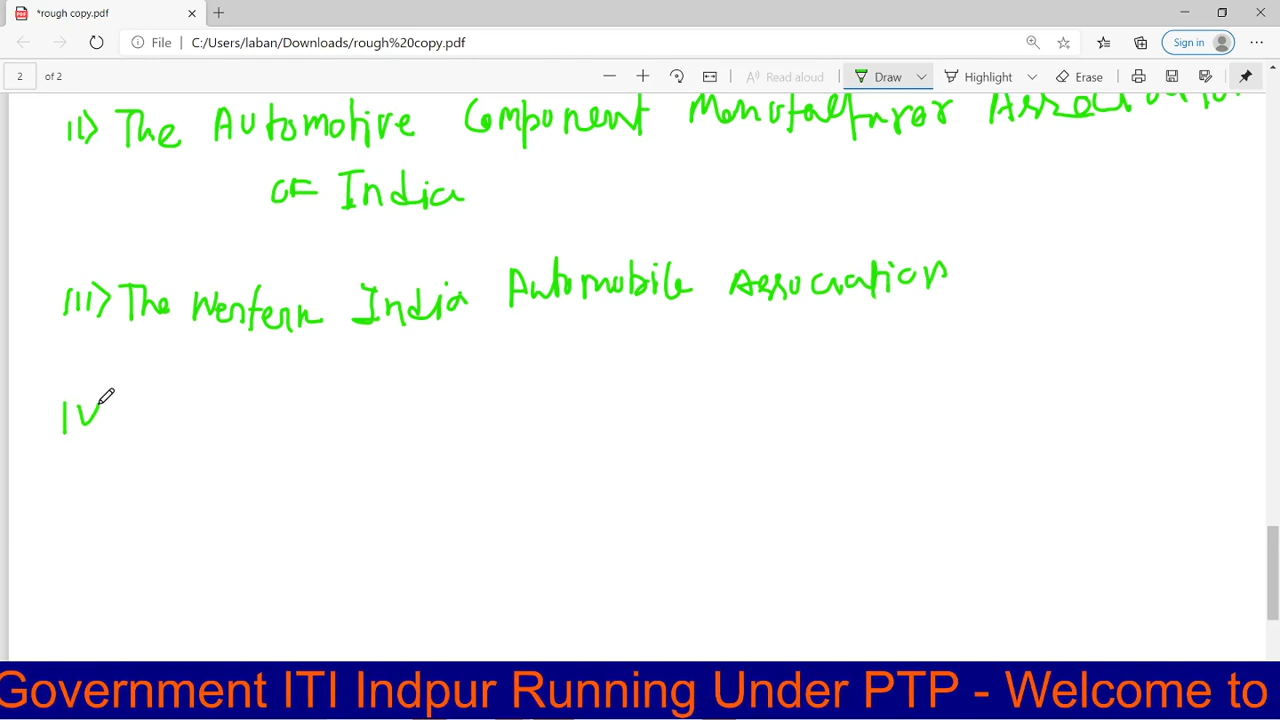 *rough copy.pdf
File C:/Users/laban/Downloads/rough%20copy.pdf Sign in
2 of 2 Read aloud Draw Highlight Erase
II) The Automotive Component Manufacturer Association
OF India
III) The Western India Automobile Association
IV
Government ITI Indpur Running Under PTP - Welcome to